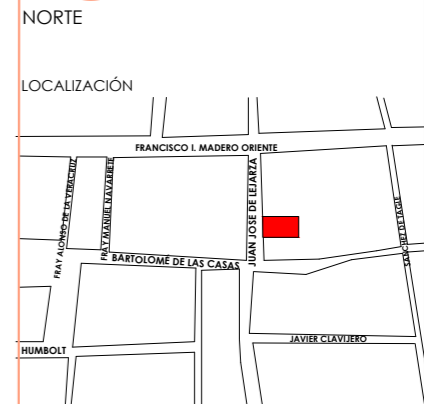 NORTE
LOCALIZACIÓN
FRANCISCO I. MADERO ORIENTE
FRAY ALONSO DE LA VERACRUZ
FRAY MANUEL NAVARRETE
JUAN JOSE DE LEJARZA
SANCHEZ DE TAGLE
BARTOLOMÉ DE LAS CASAS
HUMBOLT
JAVIER CLAVIJERO